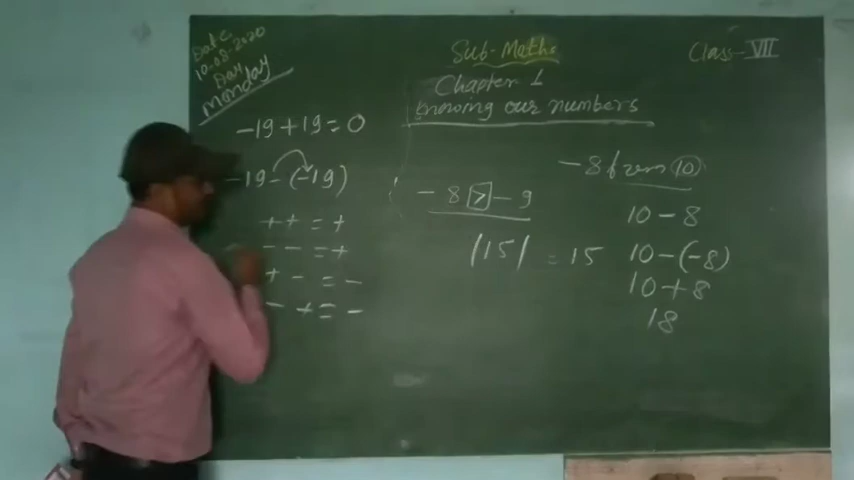 Date
10-08-2020
Day
Monday
Sub-Maths
Class-VII
Chapter 1
Knowing our numbers
-19+19=0
-19-(-19)
++=+
--=+
+-=-
-+=-
-8 > -9
|15| = 15
-8 from 10
10-8
10-(-8)
10+8
18